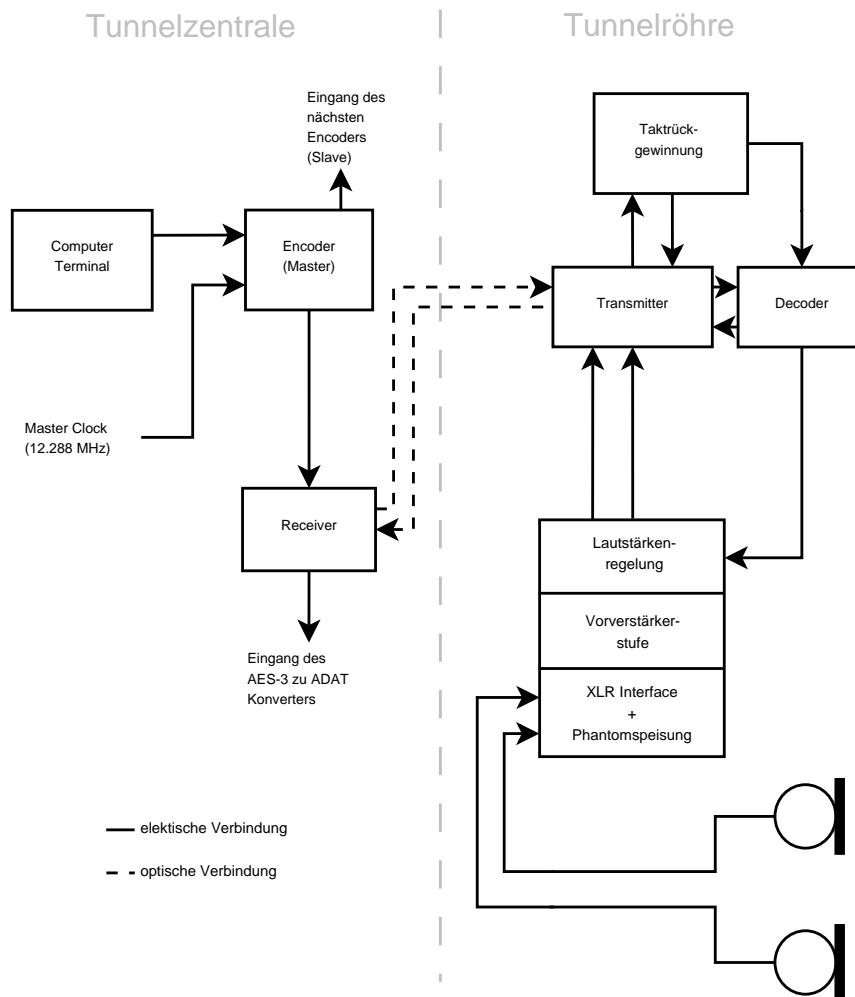 Tunnelzentrale
Tunnelröhre
Eingang des
nächsten
Encoders
(Slave)
Taktrück-
gewinnung
Computer
Terminal
Encoder
(Master)
Transmitter
Decoder
Master Clock
(12.288 MHz)
Receiver
Lautstärken-
regelung
Vorverstärker-
stufe
XLR Interface
+
Phantomspeisung
Eingang des
AES-3 zu ADAT
Konverters
elektische Verbindung
optische Verbindung